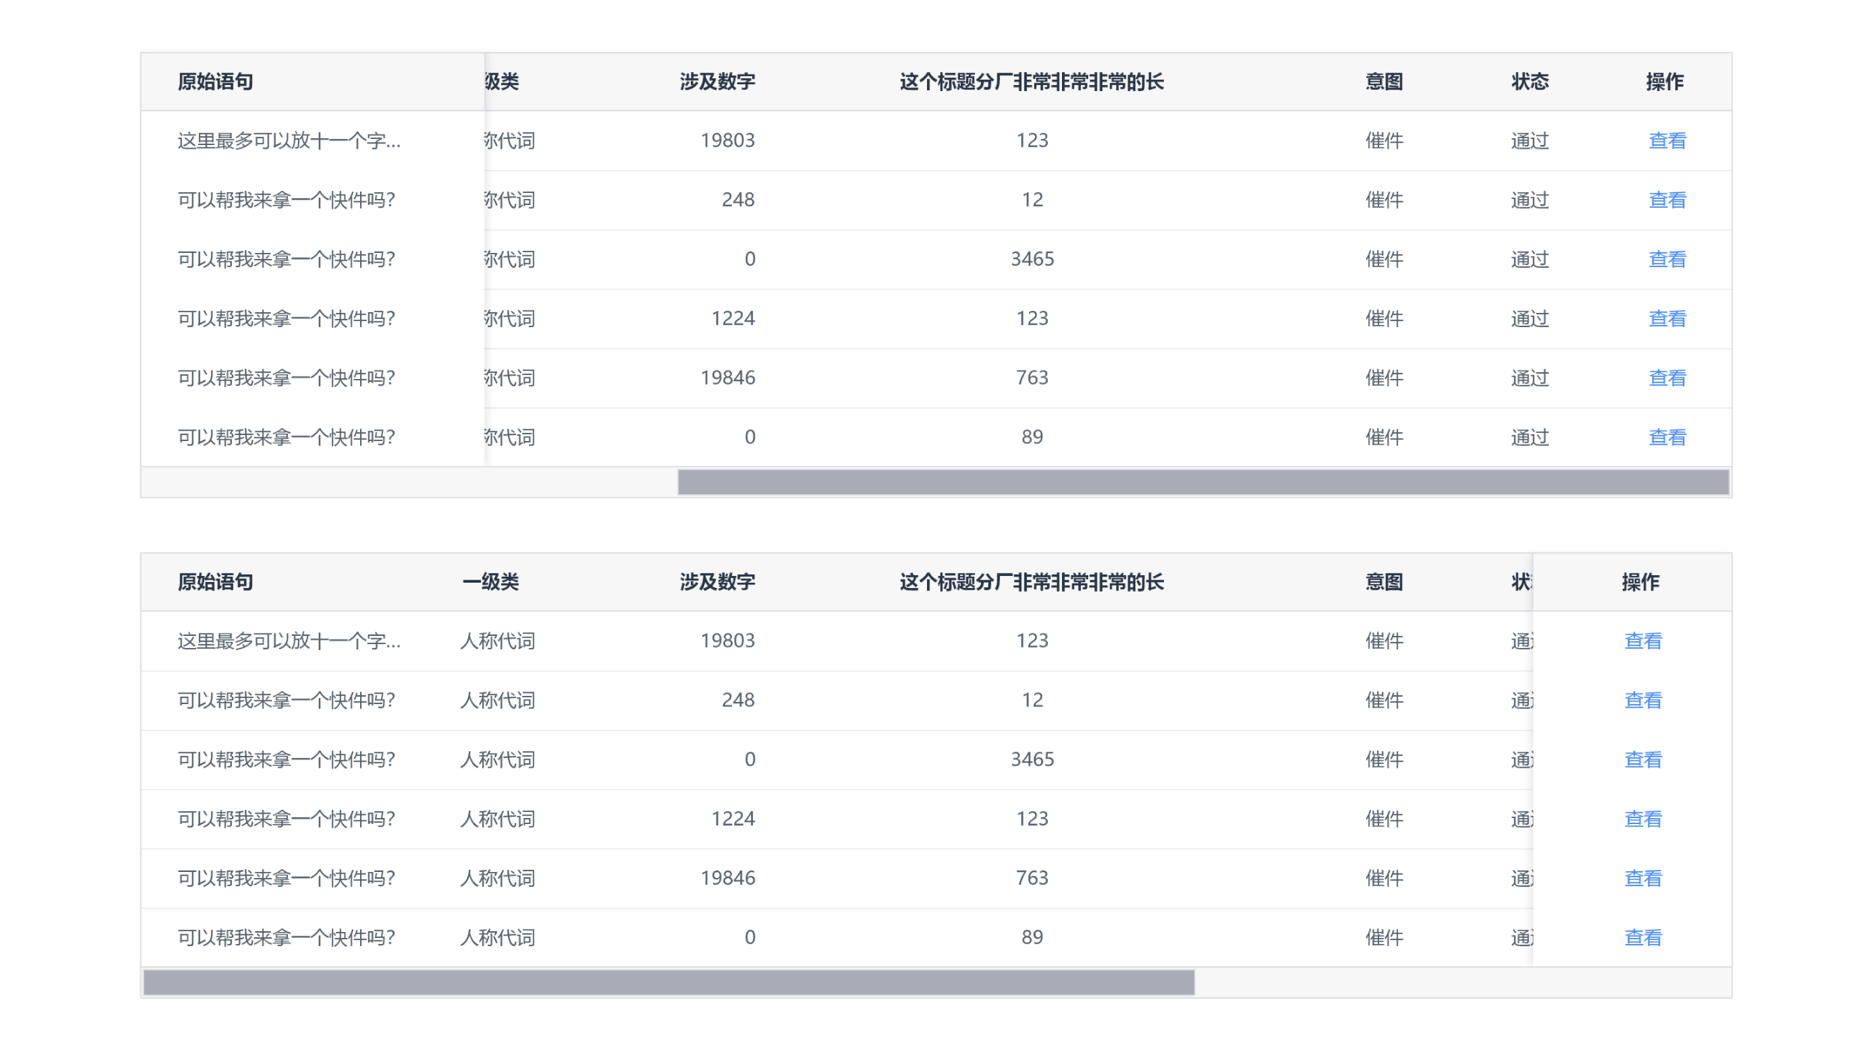 原始语句 级类 涉及数字 这个标题分厂非常非常非常的长 意图 状态 操作
这里最多可以放十一个字... 称代词 19803 123 催件 通过 查看
可以帮我来拿一个快件吗? 称代词 248 12 催件 通过 查看
可以帮我来拿一个快件吗? 称代词 0 3465 催件 通过 查看
可以帮我来拿一个快件吗? 称代词 1224 123 催件 通过 查看
可以帮我来拿一个快件吗? 称代词 19846 763 催件 通过 查看
可以帮我来拿一个快件吗? 称代词 0 89 催件 通过 查看
原始语句 一级类 涉及数字 这个标题分厂非常非常非常的长 意图 状 操作
这里最多可以放十一个字... 人称代词 19803 123 催件 通 查看
可以帮我来拿一个快件吗? 人称代词 248 12 催件 通 查看
可以帮我来拿一个快件吗? 人称代词 0 3465 催件 通 查看
可以帮我来拿一个快件吗? 人称代词 1224 123 催件 通 查看
可以帮我来拿一个快件吗? 人称代词 19846 763 催件 通 查看
可以帮我来拿一个快件吗? 人称代词 0 89 催件 通 查看